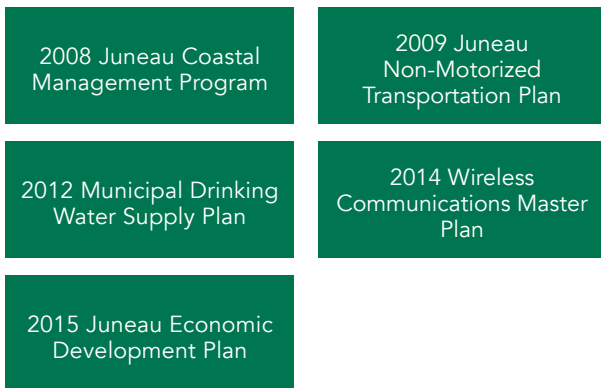 2008 Juneau Coastal
Management Program
2009 Juneau
Non-Motorized
Transportation Plan
2012 Municipal Drinking
Water Supply Plan
2014 Wireless
Communications Master
Plan
2015 Juneau Economic
Development Plan